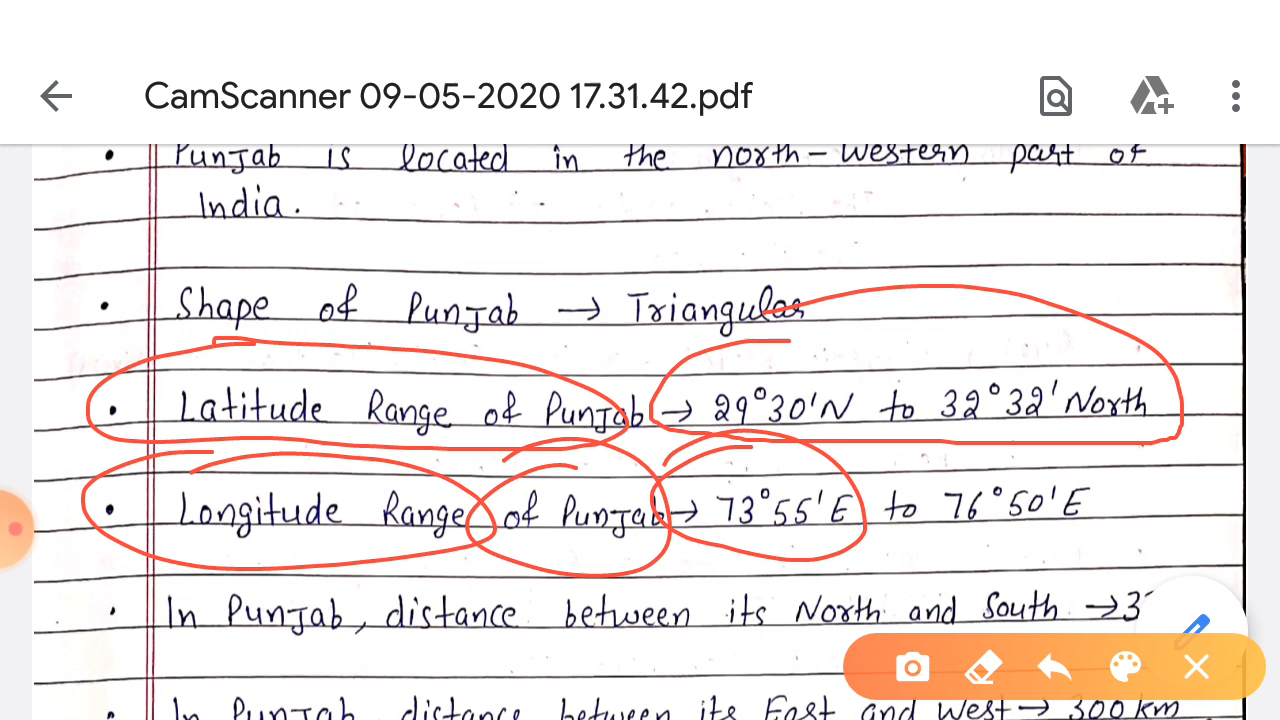 CamScanner 09-05-2020 17.31.42.pdf
• Punjab is located in the north-western part of
India.
• Shape of Punjab → Triangular
• Latitude Range of Punjab → 29°30'N to 32°32' North
• Longitude Range of Punjab → 73°55'E to 76°50'E
• In Punjab, distance between its North and South → 3
• In Punjab, distance between its East and West → 300 km